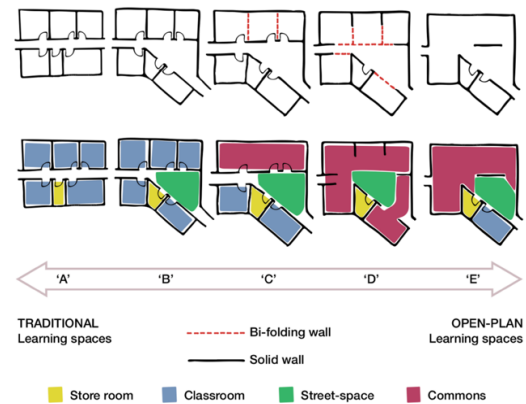 'A' 'B' 'C' 'D' 'E'
TRADITIONAL
Learning spaces
Bi-folding wall
Solid wall
OPEN-PLAN
Learning spaces
Store room Classroom Street-space Commons